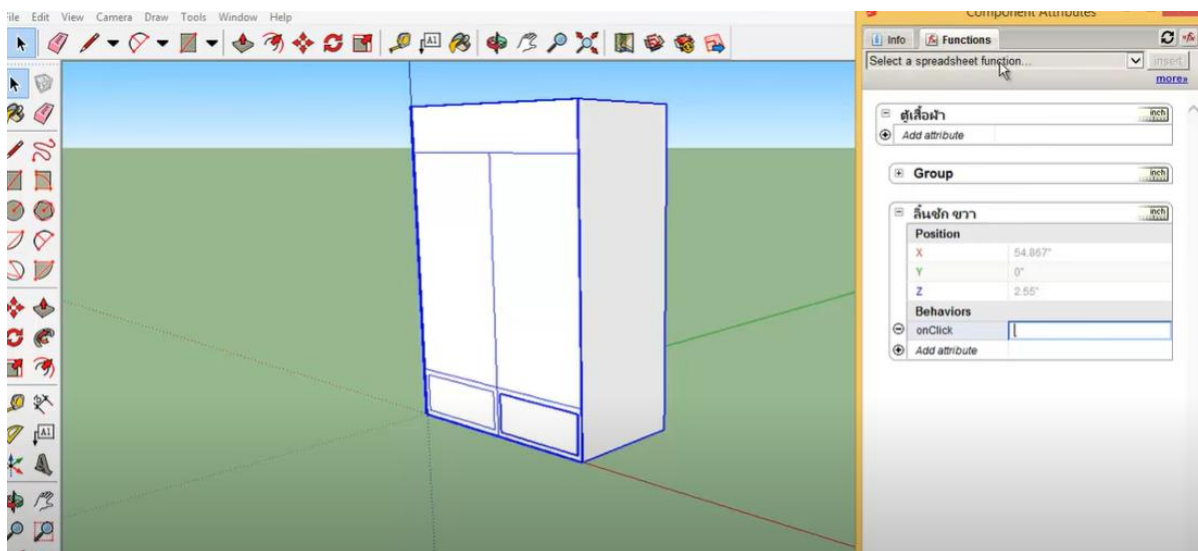 File Edit View Camera Draw Tools Window Help
Component Attributes
Info Functions
Select a spreadsheet function... insert
more»
A1
A1
ตู้เสื้อผ้า inch
Add attribute
Group inch
ลิ้นชัก ขวา inch
Position
X 54.867"
Y 0"
Z 2.55"
Behaviors
onClick
Add attribute